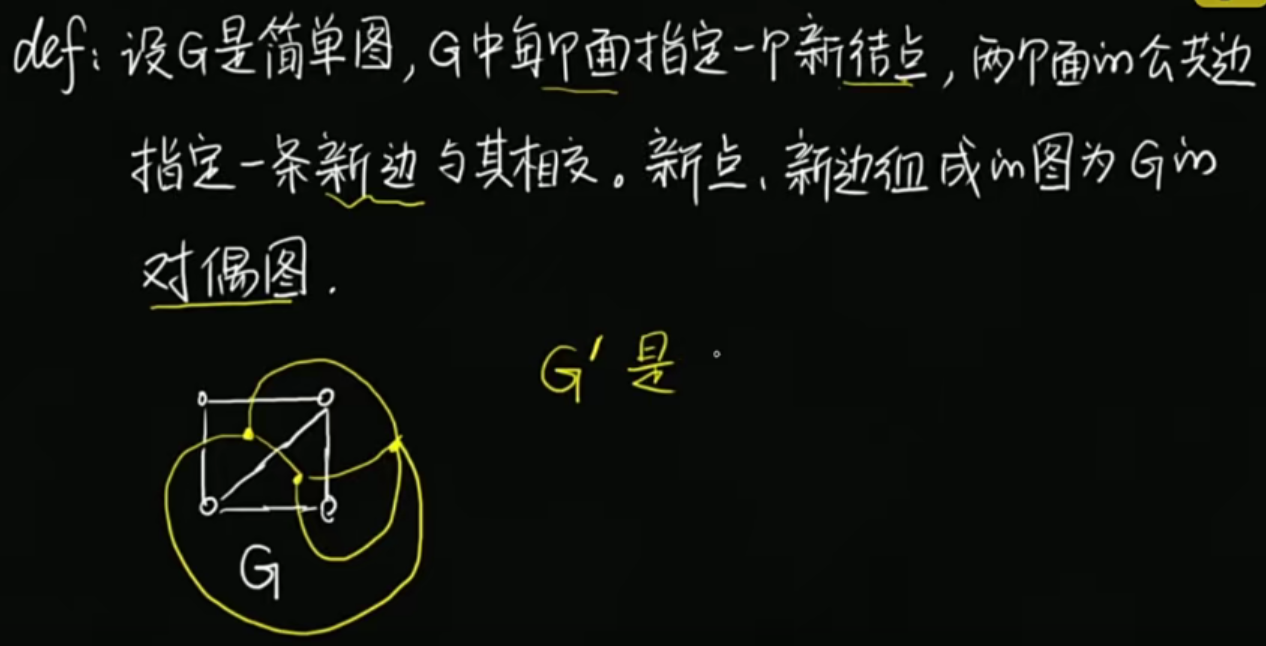 def: 设G是简单图, G中每个面指定一个新结点, 两个面的公共边
指定一条新边与其相交。新点、新边组成的图为G的
对偶图.
G' 是
G